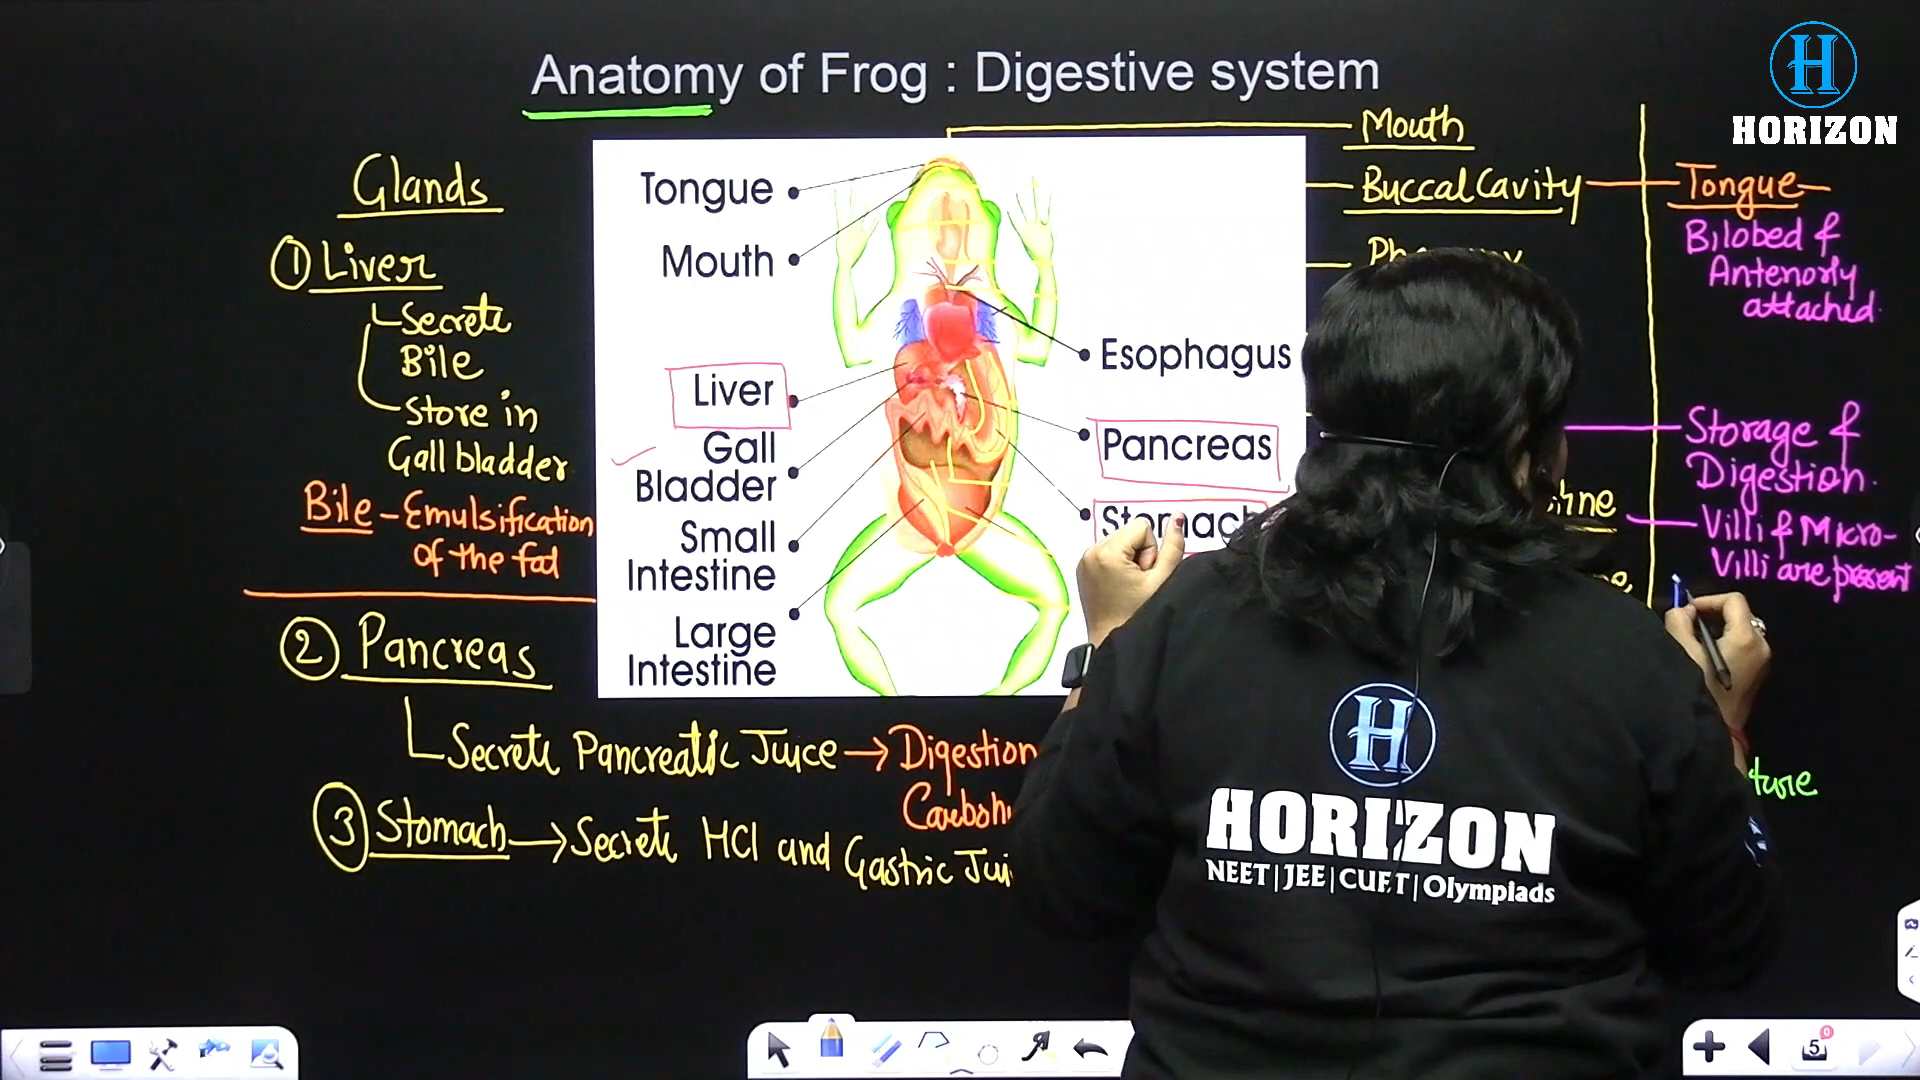 Anatomy of Frog : Digestive system
H
HORIZON
Glands
① Liver
Secrete
Bile
Store in
Gall bladder
Bile - Emulsification
of the fat
② Pancreas
Secrete Pancreatic Juice → Digestion
③ Stomach → Secrete HCl and Gastric
Tongue
Mouth
Liver
Gall
Bladder
Small
Intestine
Large
Intestine
Esophagus
Pancreas
Stomach
Mouth
Buccal Cavity
Tongue
Bilobed &
Anteriorly
attached.
Storage &
Digestion.
Villi & Micro-
Villi are present
H
HORIZON
NEET | JEE | CUET | Olympiads
5
0